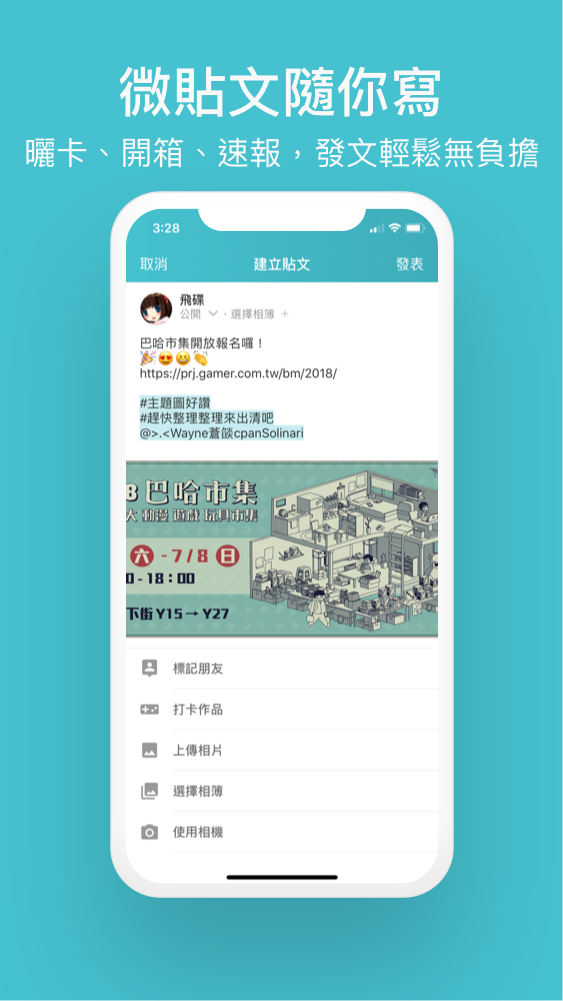 微貼文隨你寫
曬卡、開箱、速報，發文輕鬆無負擔
3:28
取消 建立貼文 發表
飛碟
公開 · 選擇相簿 +
巴哈市集開放報名囉！
🎉😍😆👏
https://prj.gamer.com.tw/bm/2018/
#主題圖好讚
#趕快整理整理來出清吧
@>.<Wayne蒼燄cpanSolinari
8 巴哈市集
大 動漫 遊戲 玩具市集
六 - 7/8 日
0 - 18：00
下街 Y15→Y27
標記朋友
打卡作品
上傳相片
選擇相簿
使用相機